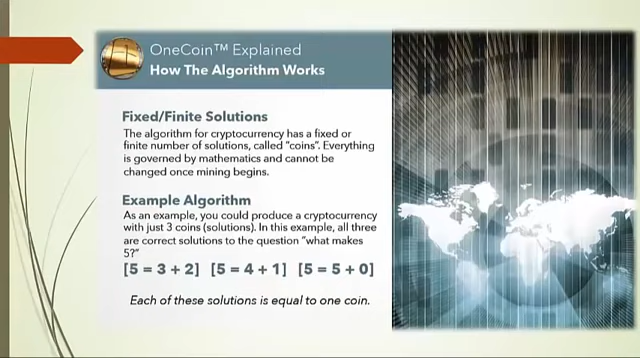 OneCoin™ Explained
How The Algorithm Works
Fixed/Finite Solutions
The algorithm for cryptocurrency has a fixed or
finite number of solutions, called "coins". Everything
is governed by mathematics and cannot be
changed once mining begins.
Example Algorithm
As an example, you could produce a cryptocurrency
with just 3 coins (solutions). In this example, all three
are correct solutions to the question "what makes
5?"
[5 = 3 + 2] [5 = 4 + 1] [5 = 5 + 0]
Each of these solutions is equal to one coin.